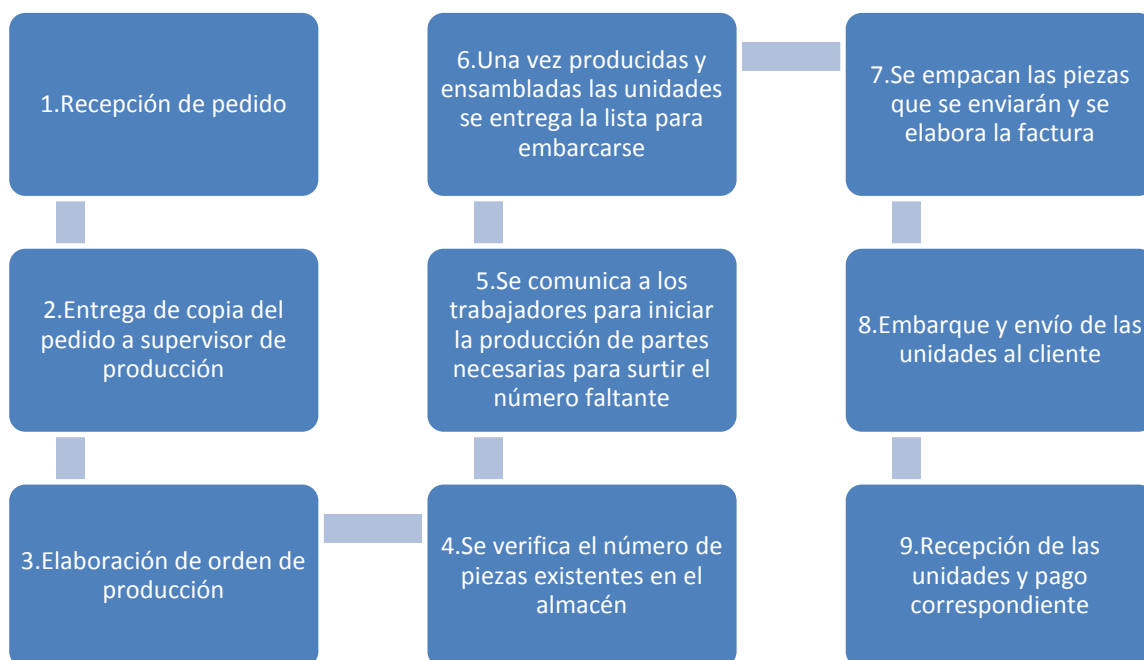 1.Recepción de pedido
2.Entrega de copia del
pedido a supervisor de
producción
3.Elaboración de orden de
producción
4.Se verifica el número de
piezas existentes en el
almacén
5.Se comunica a los
trabajadores para iniciar
la producción de partes
necesarias para surtir el
número faltante
6.Una vez producidas y
ensambladas las unidades
se entrega la lista para
embarcarse
7.Se empacan las piezas
que se enviarán y se
elabora la factura
8.Embarque y envío de las
unidades al cliente
9.Recepción de las
unidades y pago
correspondiente